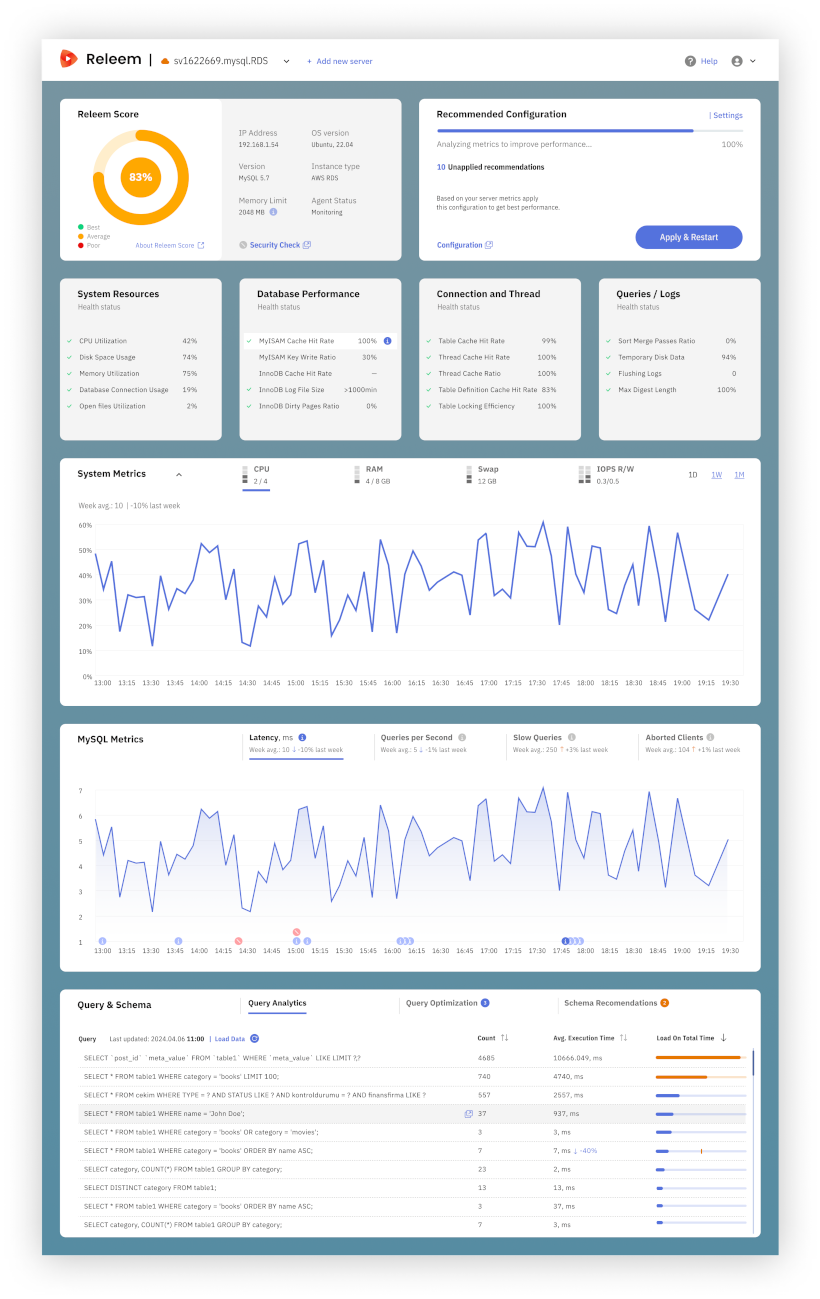 Releem | sv1622669.mysql.RDS + Add new server ? Help
Releem Score
83%
Best
Average
Poor
About Releem Score
IP Address OS version
192.168.1.54 Ubuntu, 22.04
Version Instance type
MySQL 5.7 AWS RDS
Memory Limit Agent Status
2048 MB i Monitoring
Security Check
Recommended Configuration | Settings
Analyzing metrics to improve performance... 100%
10 Unapplied recommendations
Based on your server metrics apply
this configuration to get best performance.
Configuration Apply & Restart
System Resources
Health status
CPU Utilization 42%
Disk Space Usage 74%
Memory Utilization 75%
Database Connection Usage 19%
Open files Utilization 2%
Database Performance
Health status
MyISAM Cache Hit Rate 100% i
MyISAM Key Write Ratio 30%
InnoDB Cache Hit Rate —
InnoDB Log File Size >1000min
InnoDB Dirty Pages Ratio 0%
Connection and Thread
Health status
Table Cache Hit Rate 99%
Thread Cache Hit Rate 100%
Thread Cache Ratio 100%
Table Definition Cache Hit Rate 83%
Table Locking Efficiency 100%
Queries / Logs
Health status
Sort Merge Passes Ratio 0%
Temporary Disk Data 94%
Flushing Logs 0
Max Digest Length 100%
System Metrics CPU RAM Swap IOPS R/W 1D 1W 1M
2 / 4 4 / 8 GB 12 GB 0.3/0.5
Week avg.: 10 | -10% last week
60%
50%
40%
30%
20%
10%
0%
13:00 13:15 13:30 13:45 14:00 14:15 14:30 14:45 15:00 15:15 15:30 15:45 16:00 16:15 16:30 16:45 17:00 17:15 17:30 17:45 18:00 18:15 18:30 18:45 19:00 19:15 19:30
MySQL Metrics
Latency, ms i
Week avg.: 10 ↓ -10% last week
Queries per Second i
Week avg.: 5 ↓ -1% last week
Slow Queries i
Week avg.: 250 ↑ +3% last week
Aborted Clients i
Week avg.: 104 ↑ +1% last week
7
6
5
4
3
2
1
13:00 13:15 13:30 13:45 14:00 14:15 14:30 14:45 15:00 15:15 15:30 15:45 16:00 16:15 16:30 16:45 17:00 17:15 17:30 17:45 18:00 18:15 18:30 18:45 19:00 19:15 19:30
Query & Schema Query Analytics Query Optimization 3 Schema Recomendations 2
Query Last updated: 2024.04.06 11:00 | Load Data Count ↑↓ Avg. Execution Time ↑↓ Load On Total Time ↓
SELECT `post_id` `meta_value` FROM `table1` WHERE `meta_value` LIKE LIMIT ?,? 4685 10666.049, ms
SELECT * FROM table1 WHERE category = 'books' LIMIT 100; 740 4740, ms
SELECT * FROM cekim WHERE TYPE = ? AND STATUS LIKE ? AND kontroldurumu = ? AND finansfirma LIKE ? 557 2557, ms
SELECT * FROM table1 WHERE name = 'John Doe'; 37 937, ms
SELECT * FROM table1 WHERE category = 'books' OR category = 'movies'; 3 3, ms
SELECT * FROM table1 WHERE category = 'books' ORDER BY name ASC; 7 7, ms ↓ -40%
SELECT category, COUNT(*) FROM table1 GROUP BY category; 23 2, ms
SELECT DISTINCT category FROM table1; 13 13, ms
SELECT * FROM table1 WHERE category = 'books' ORDER BY name ASC; 3 37, ms
SELECT category, COUNT(*) FROM table1 GROUP BY category; 7 3, ms